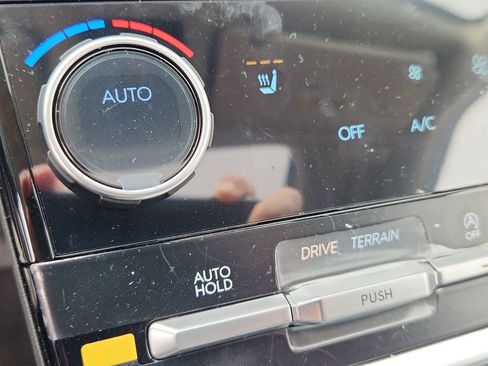 AUTO
OFF
A/C
DRIVE TERRAIN
AUTO
HOLD
PUSH
A
OFF